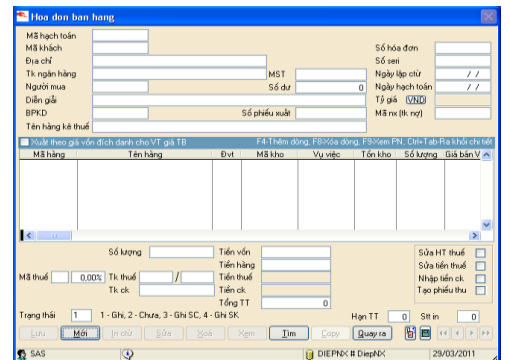 Hoa don ban hang
Mã hạch toán
Mã khách Số hóa đơn
Địa chỉ Số seri
Tk ngân hàng MST Ngày lập ctừ / /
Người mua Số dư 0 Ngày hạch toán / /
Diễn giải Tỷ giá VND
BPKD Số phiếu xuất Mã nx (tk nợ)
Tên hàng kê thuế
Xuất theo giá vốn đích danh cho VT giá TB F4-Thêm dòng, F8-Xóa dòng, F9-Xem PN, Ctrl+Tab-Ra khỏi chi tiết
Mã hàng Tên hàng Đvt Mã kho Vụ việc Tồn kho Số lượng Giá bán V
Số lượng Tiền vốn Sửa HT thuế
Tiền hàng Sửa tiền thuế
Mã thuế 0,00% Tk thuế / Tiền thuế Nhập tiền ck
Tk ck Tiền ck Tạo phiếu thu
Tổng TT 0
Trạng thái 1 1 - Ghi, 2 - Chưa, 3 - Ghi SC, 4 - Ghi SK Hạn TT 0 Stt in 0
Lưu Mới In chừ Sửa Xoá Xem Tìm Copy Quay ra
SAS DIEPNX # DiepNX 29/03/2011